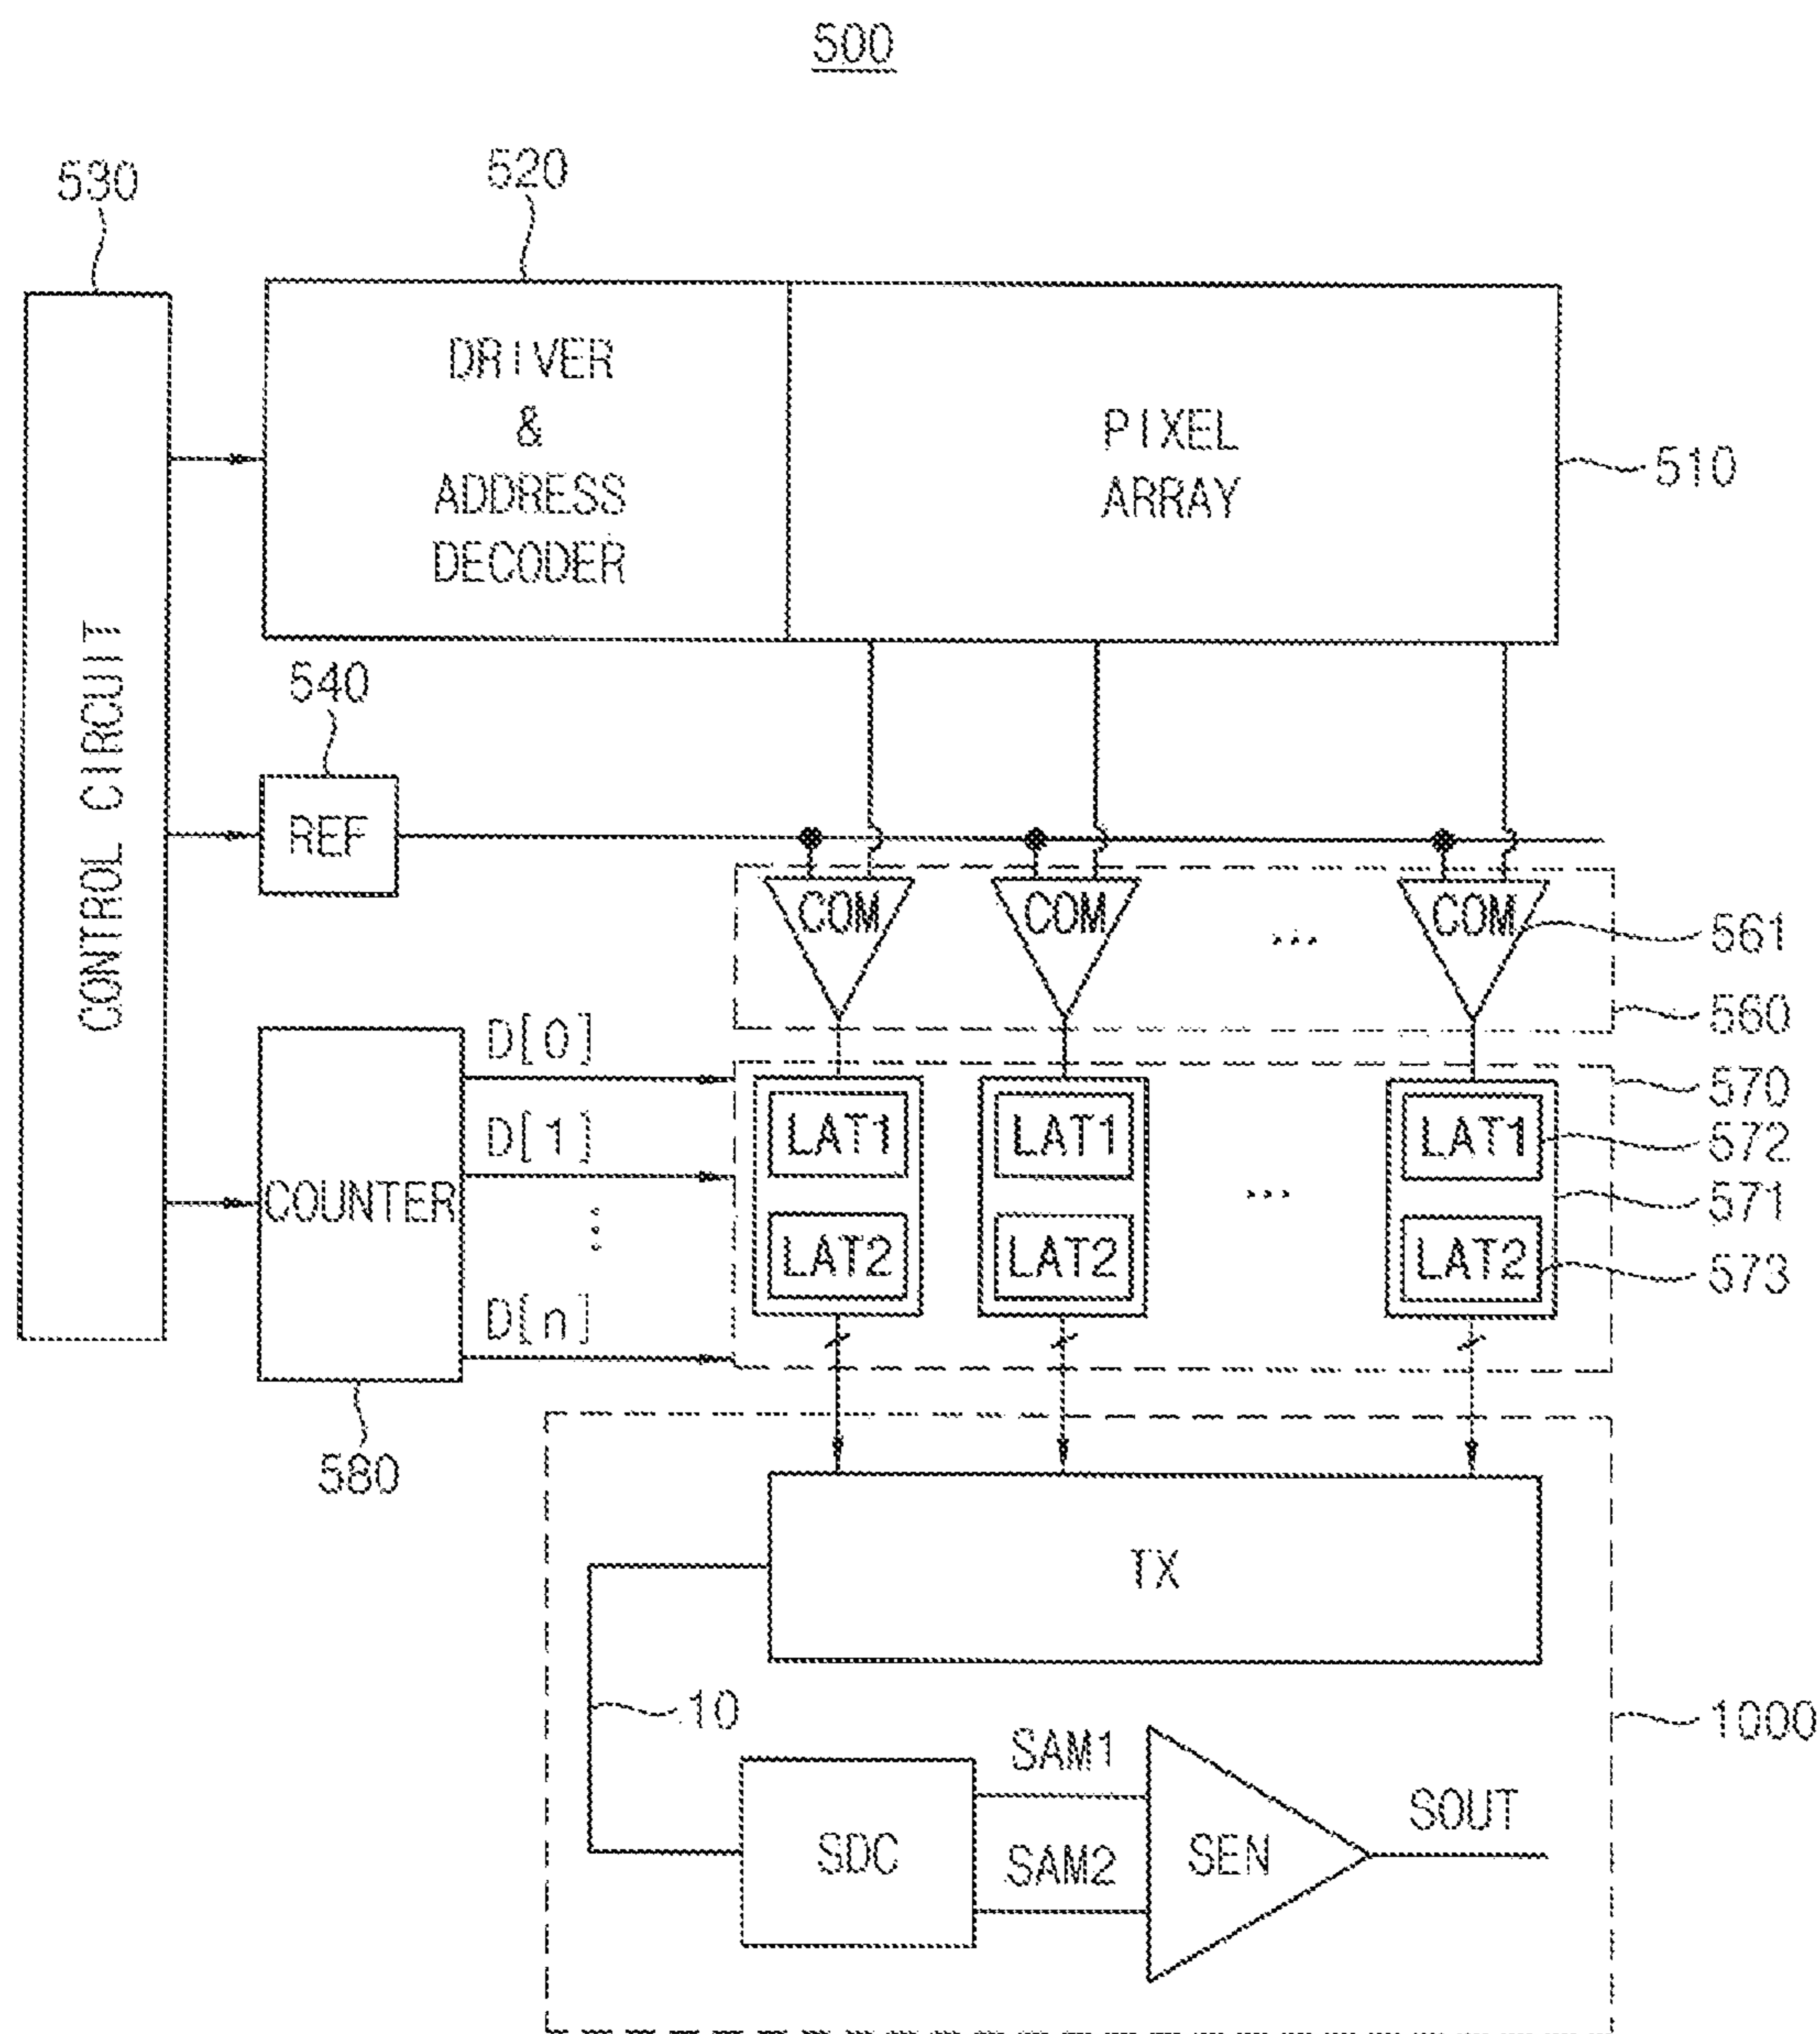 500
530
520
DRIVER
&
ADDRESS
DECODER
PIXEL
ARRAY
510
CONTROL CIRCUIT
540
REF
COM
COM
...
COM
561
560
COUNTER
D[0]
D[1]
D[n]
580
LAT1
LAT1
LAT1
LAT2
LAT2
...
LAT2
570
572
571
573
TX
10
1000
SDC
SAM1
SAM2
SEN
SOUT